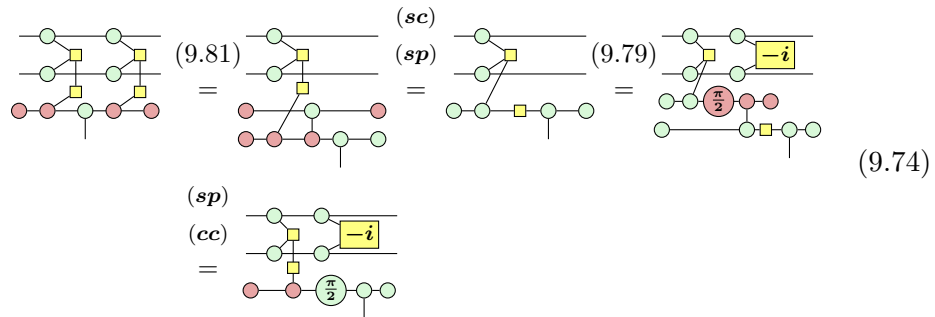 (sc)
(9.81) (sp) (9.79) −i
= = = π/2
(9.74)
(sp)
(cc) −i
= π/2